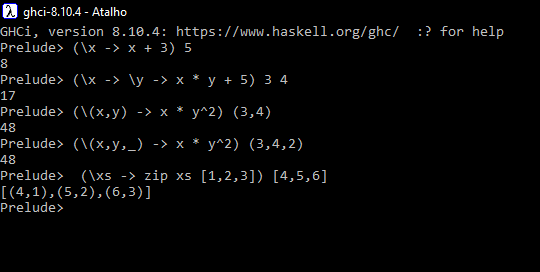 ghci-8.10.4 - Atalho
GHCi, version 8.10.4: https://www.haskell.org/ghc/  :? for help
Prelude> (\x -> x + 3) 5
8
Prelude> (\x -> \y -> x * y + 5) 3 4
17
Prelude> (\(x,y) -> x * y^2) (3,4)
48
Prelude> (\(x,y,_) -> x * y^2) (3,4,2)
48
Prelude>  (\xs -> zip xs [1,2,3]) [4,5,6]
[(4,1),(5,2),(6,3)]
Prelude>